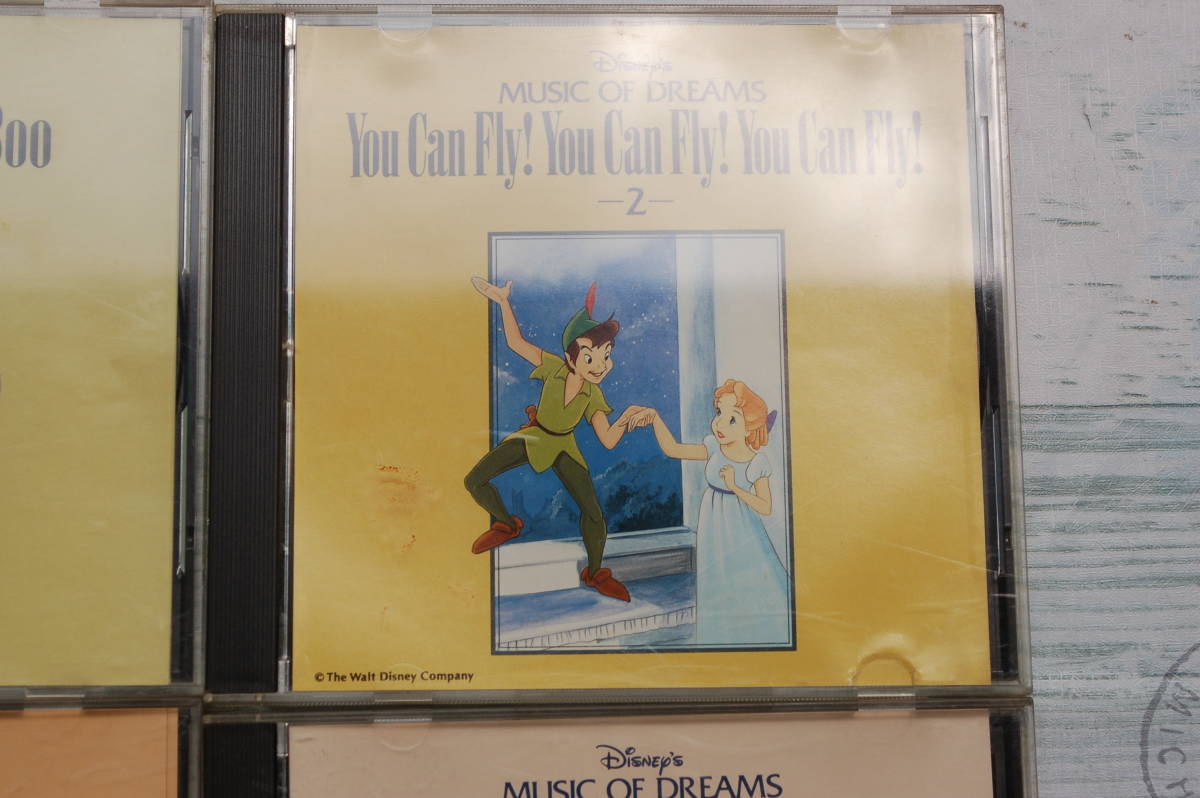 Boo
Disney's
MUSIC OF DREAMS
You Can Fly! You Can Fly! You Can Fly!
—2—
© The Walt Disney Company
Disney's
MUSIC OF DREAMS